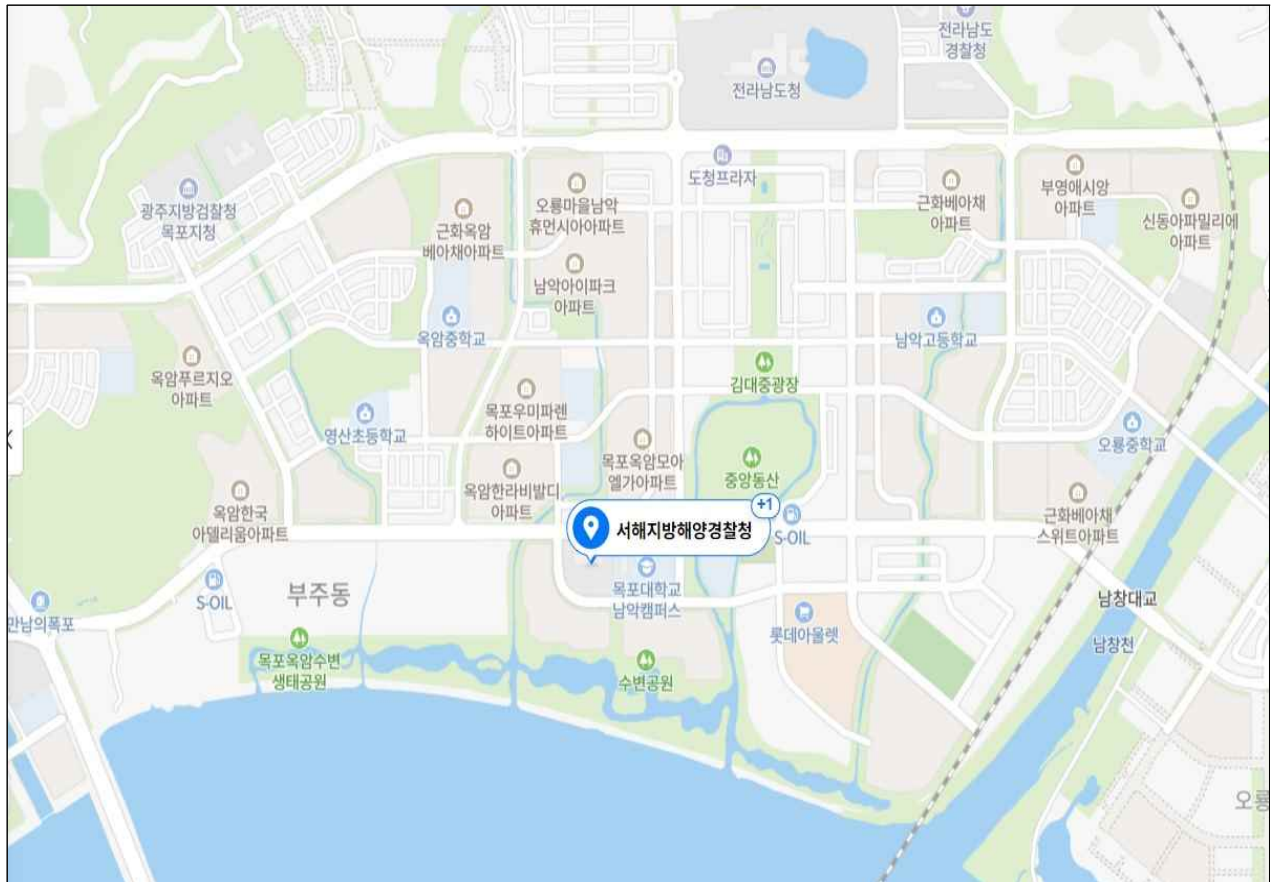 전라남도
경찰청
전라남도청
도청프라자
광주지방검찰청
목포지청
오룡마을남악
휴먼시아아파트
근화옥암
베아채아파트
근화베아채
아파트
부영애시앙
아파트
신동아파밀리에
아파트
남악아이파크
아파트
옥암중학교
남악고등학교
옥암푸르지오
아파트
김대중광장
목포우미파렌
하이트아파트
영산초등학교
오룡중학교
목포옥암모아
엘가아파트
중앙동산
옥암한라비발디
아파트
옥암한국
아델리움아파트
근화베아채
스위트아파트
+1
서해지방해양경찰청
S-OIL
S-OIL
부주동
목포대학교
남악캠퍼스
만남의폭포
롯데아울렛
남창대교
남창천
목포옥암수변
생태공원
수변공원
오룡